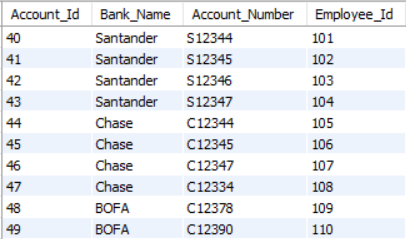 Account_Id Bank_Name Account_Number Employee_Id
40 Santander S12344 101
41 Santander S12345 102
42 Santander S12346 103
43 Santander S12347 104
44 Chase C12344 105
45 Chase C12345 106
46 Chase C12347 107
47 Chase C12334 108
48 BOFA C12378 109
49 BOFA C12390 110